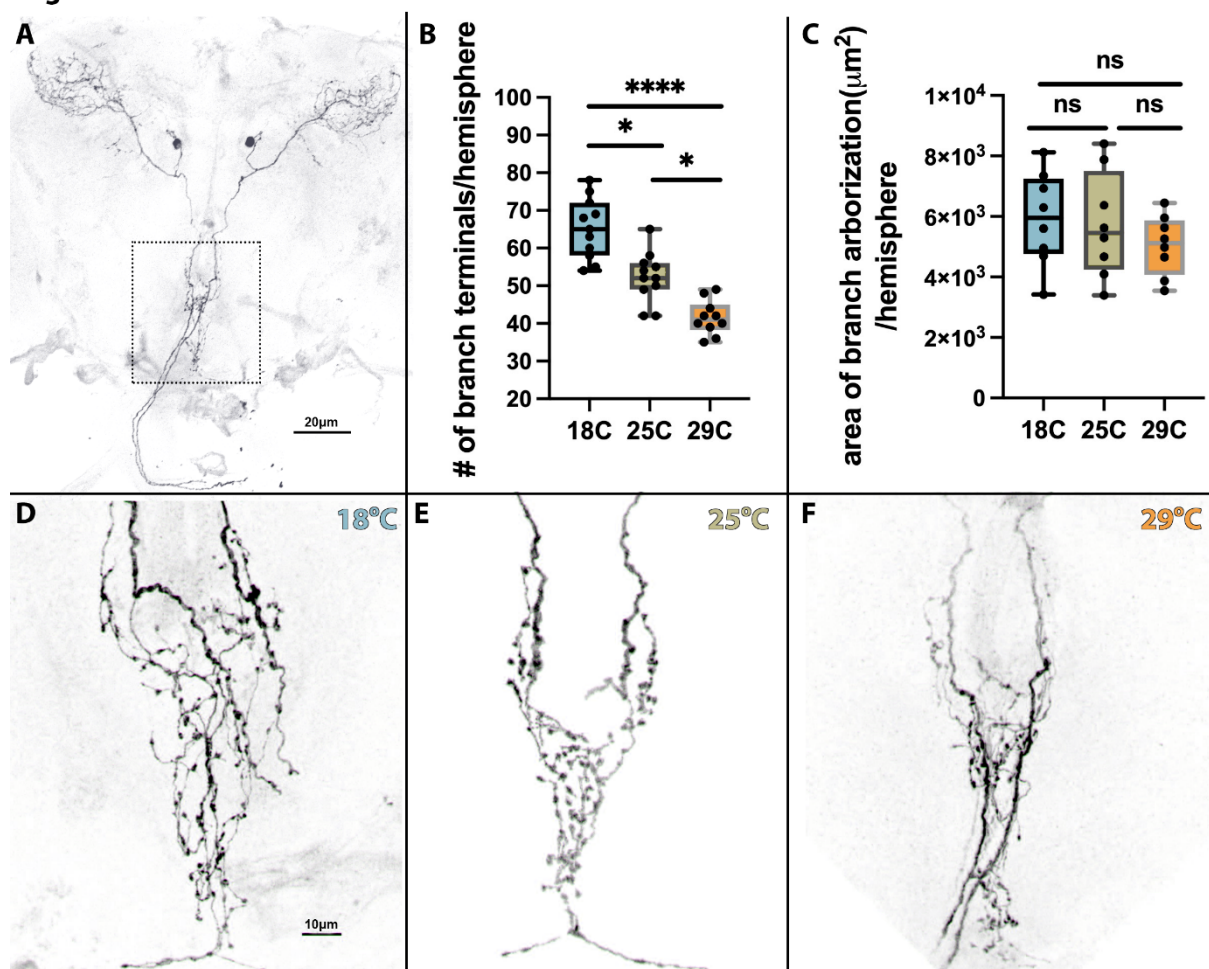 A
20µm
B
# of branch terminals/hemisphere
****
*
*
100
90
80
70
60
50
40
30
20
18C 25C 29C
C
area of branch arborization(µm²)
/hemisphere
ns
ns ns
1×10⁴
8×10³
6×10³
4×10³
2×10³
0
18C 25C 29C
D
18°C
10µm
E
25°C
F
29°C